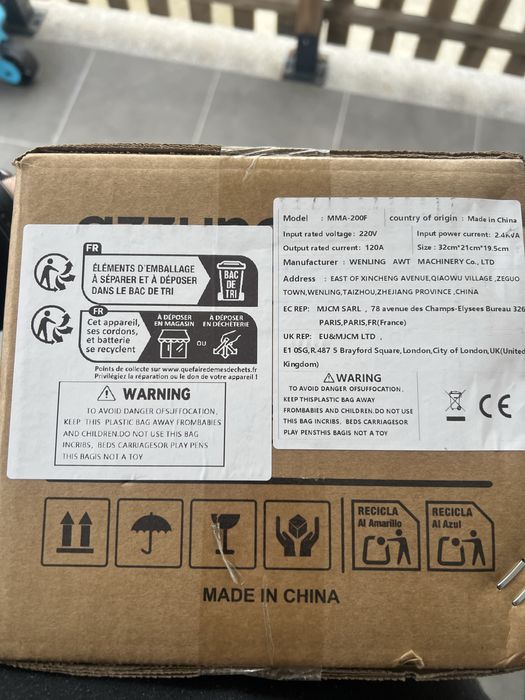 FR
ÉLÉMENTS D'EMBALLAGE
À SÉPARER ET À DÉPOSER
DANS LE BAC DE TRI
BAC
DE
TRI
FR
Cet appareil,
ses cordons,
et batterie
se recyclent
À DÉPOSER
EN MAGASIN
OU
À DÉPOSER
EN DÉCHÈTERIE
Points de collecte sur www.quefairedemesdechets.fr
Privilégiez la réparation ou le don de votre appareil !
WARNING
TO AVOID DANGER OFSUFFOCATION,
KEEP THIS PLASTIC BAG AWAY FROMBABIES
AND CHILDREN.DO NOT USE THIS BAG
INCRIBS, BEDS CARRIAGESOR PLAY PENS
THIS BAGIS NOT A TOY
Model : MMA-200F country of origin : Made in China
Input rated voltage: 220V Input power current: 2.4KVA
Output rated current: 120A Size: 32cm*21cm*19.5cm
Manufacturer : WENLING AWT MACHINERY Co., LTD
Address : EAST OF XINCHENG AVENUE,QIAOWU VILLAGE ,ZEGUO
TOWN,WENLING,TAIZHOU,ZHEJIANG PROVINCE ,CHINA
EC REP: MJCM SARL , 78 avenue des Champs-Elysees Bureau 326
PARIS,PARIS,FR(France)
UK REP: EU&MJCM LTD ,
E1 0SG,R.487 5 Brayford Square,London,City of London,UK(United
Kingdom)
WARING
TO AVOID DANGER OFSUFFOCATION,
KEEP THISPLASTIC BAG AWAY
FROMBABIES AND CHILDREN.DO NOT USE
THIS BAG INCRIBS, BEDS CARRIAGESOR
PLAY PENSTHIS BAGIS NOT A TOY
CE
RECICLA
Al Amarillo
RECICLA
Al Azul
MADE IN CHINA